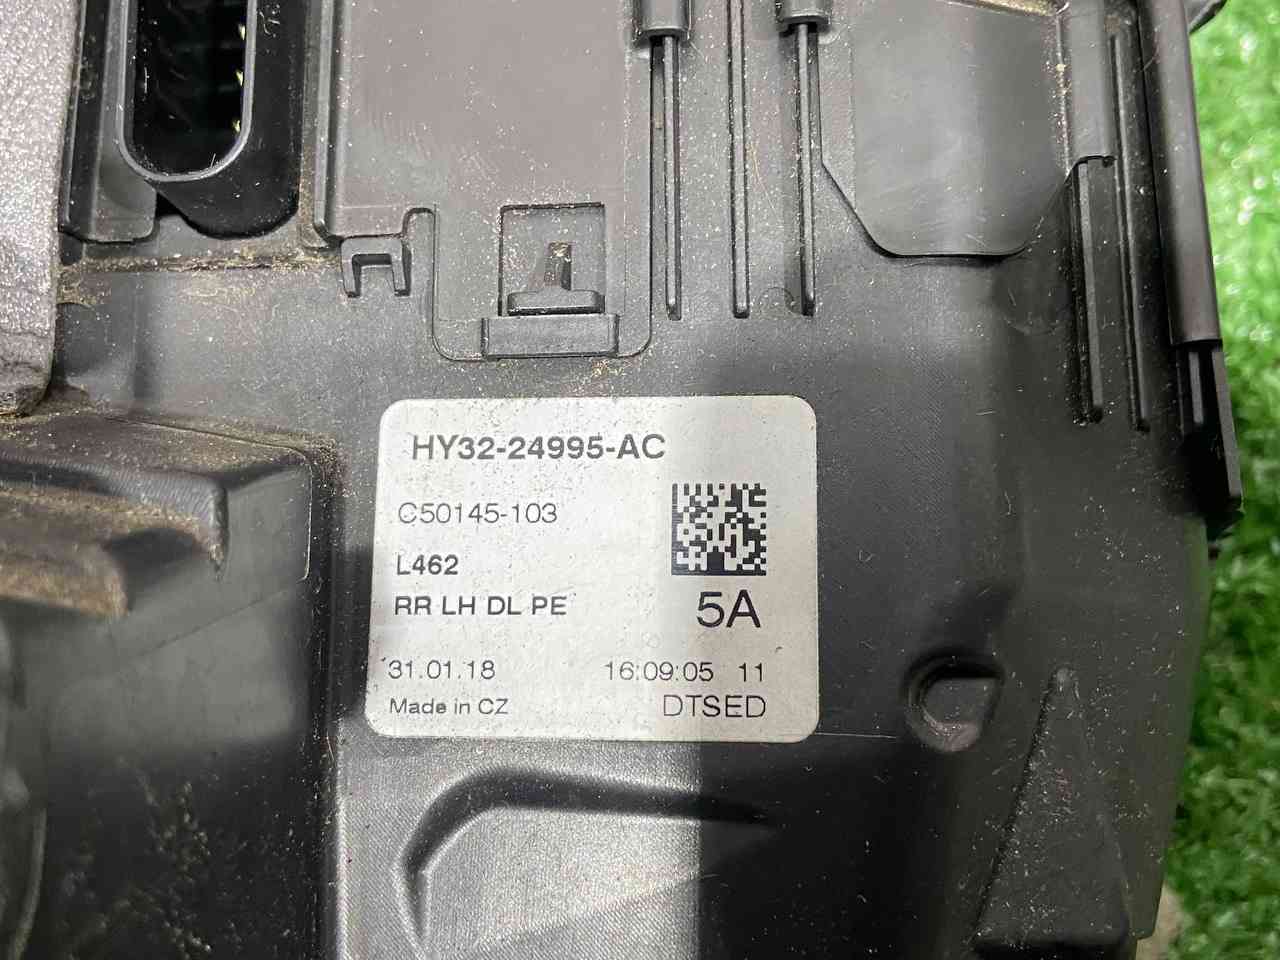 HY32-24995-AC
C50145-103
L462
RR LH DL PE
5A
31.01.18 16:09:05 11
Made in CZ DTSED